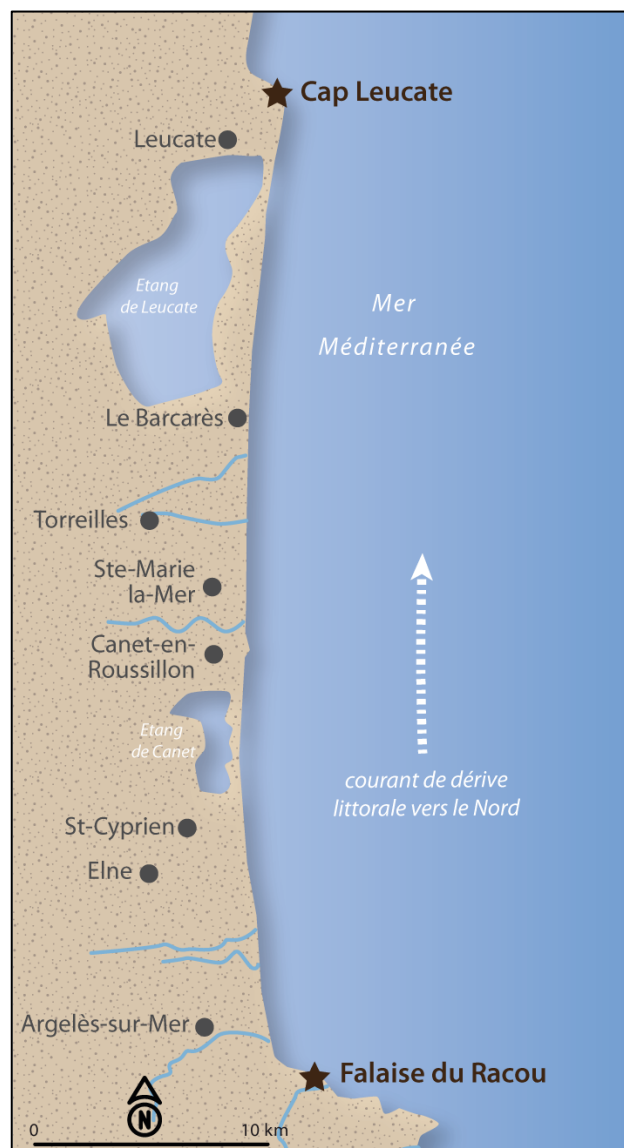 Cap Leucate
Leucate
Etang
de Leucate
Mer
Méditerranée
Le Barcarès
Torreilles
Ste-Marie
la-Mer
Canet-en-
Roussillon
Etang
de Canet
courant de dérive
littorale vers le Nord
St-Cyprien
Elne
Argelès-sur-Mer
Falaise du Racou
N
0 10 km